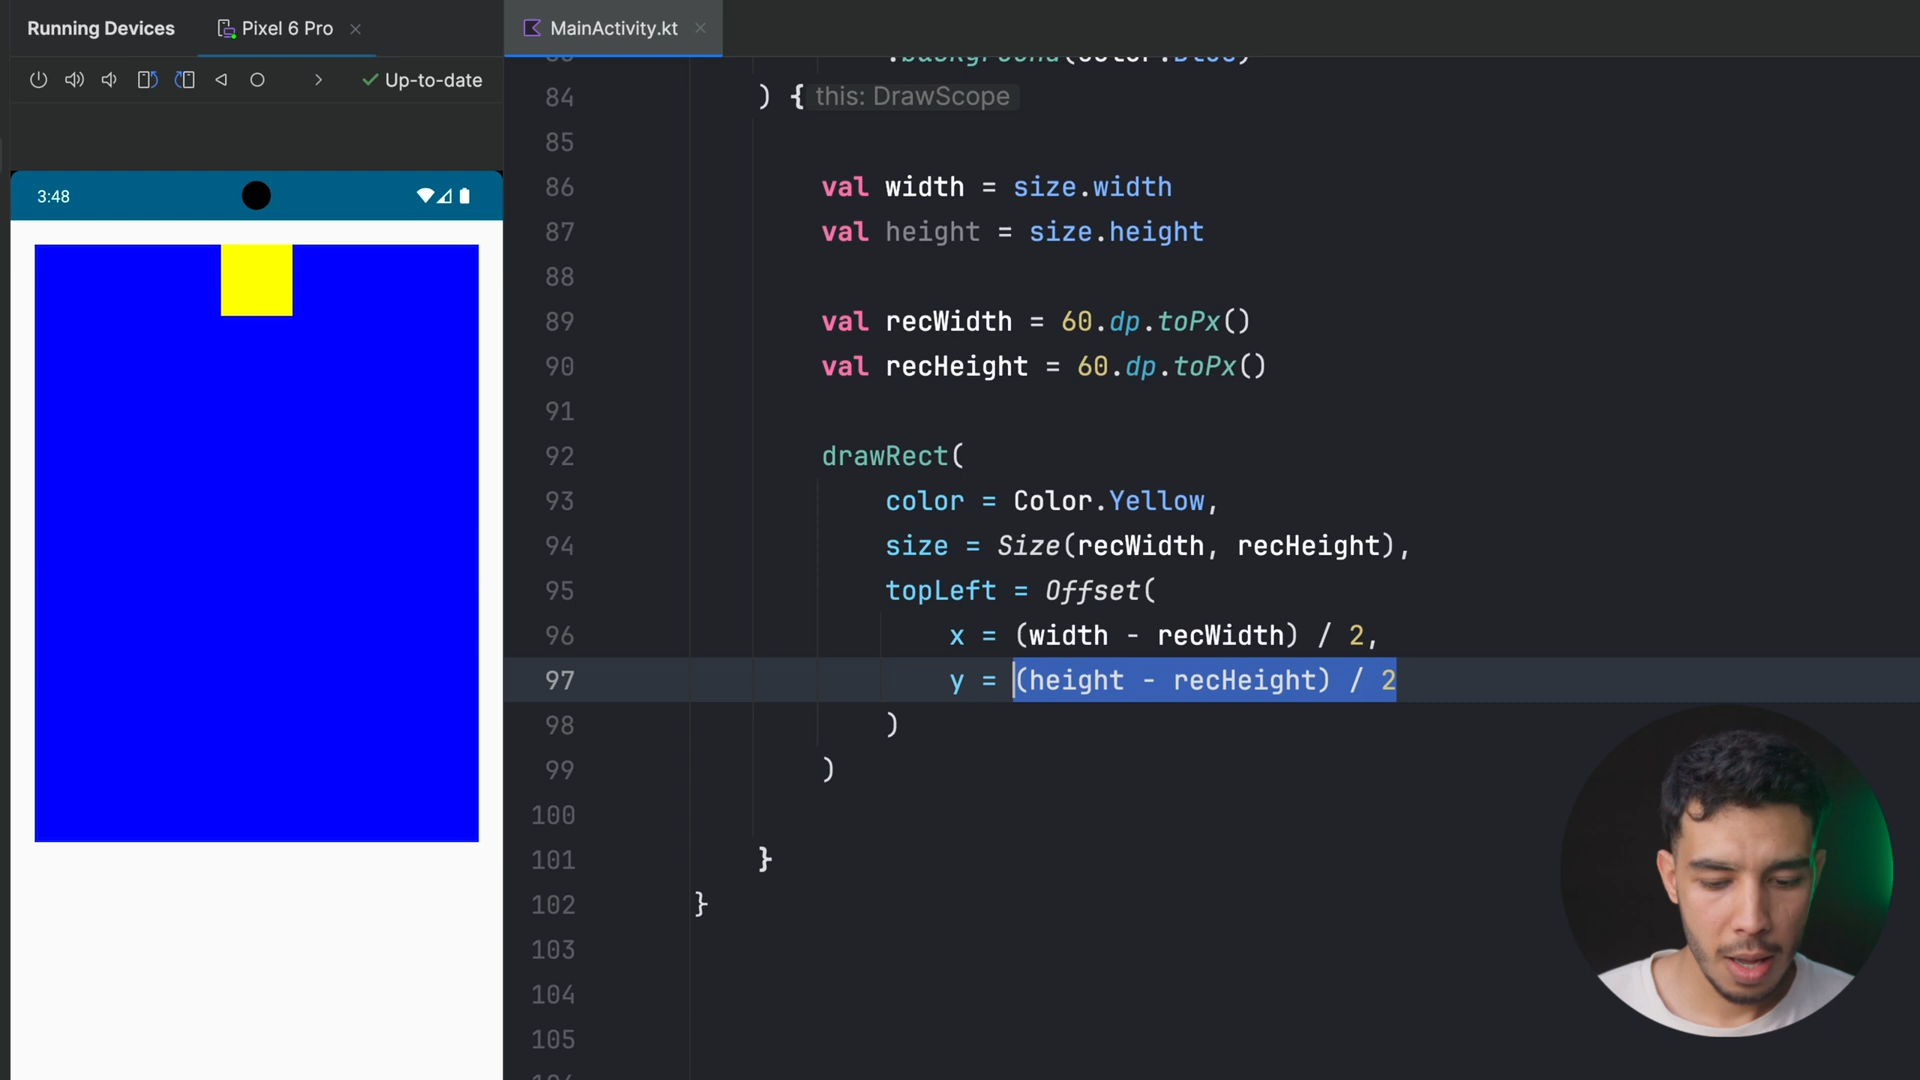 Running Devices
Pixel 6 Pro
MainActivity.kt
Up-to-date
3:48
84 ) { this: DrawScope
85
86 val width = size.width
87 val height = size.height
88
89 val recWidth = 60.dp.toPx()
90 val recHeight = 60.dp.toPx()
91
92 drawRect(
93 color = Color.Yellow,
94 size = Size(recWidth, recHeight),
95 topLeft = Offset(
96 x = (width - recWidth) / 2,
97 y = (height - recHeight) / 2
98 )
99 )
100
101 }
102 }
103
104
105